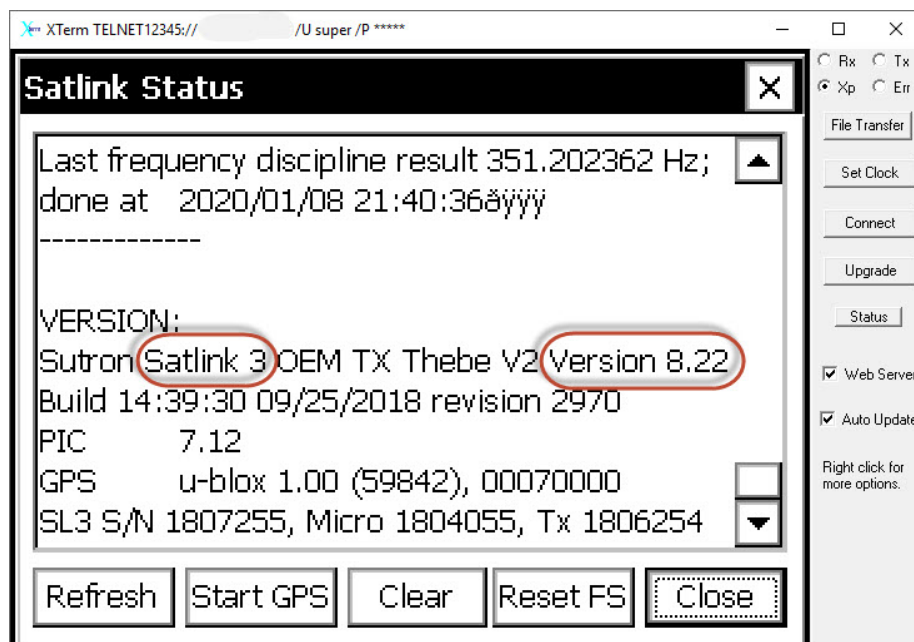 XTerm TELNET12345:// /U super /P *****
Satlink Status
Last frequency discipline result 351.202362 Hz;
done at 2020/01/08 21:40:36ðÿÿÿ
-------------
VERSION:
Sutron Satlink 3 OEM TX Thebe V2 Version 8.22
Build 14:39:30 09/25/2018 revision 2970
PIC 7.12
GPS u-blox 1.00 (59842), 00070000
SL3 S/N 1807255, Micro 1804055, Tx 1806254
Refresh Start GPS Clear Reset FS Close
Rx Tx
Xp Err
File Transfer
Set Clock
Connect
Upgrade
Status
Web Server
Auto Update
Right click for
more options.